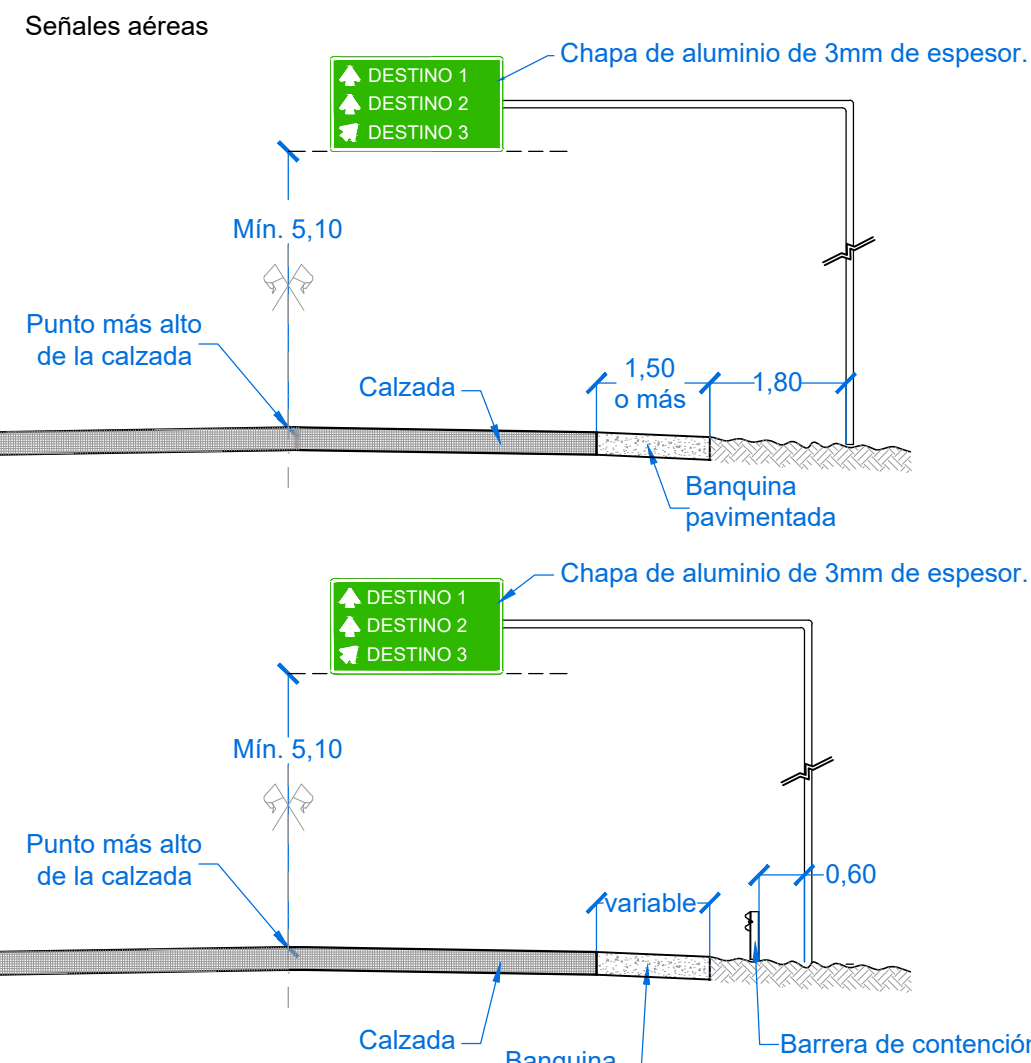 Señales aéreas
Chapa de aluminio de 3mm de espesor.
DESTINO 1
DESTINO 2
DESTINO 3
Mín. 5,10
Punto más alto
de la calzada
Calzada
1,50
o más
1,80
Banquina
pavimentada
Chapa de aluminio de 3mm de espesor.
DESTINO 1
DESTINO 2
DESTINO 3
Mín. 5,10
Punto más alto
de la calzada
0,60
variable
Calzada
Banquina
Barrera de contención